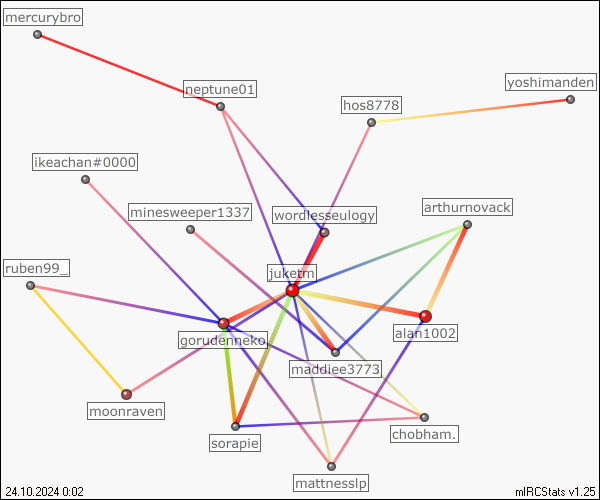 mercurybro
neptune01
yoshimanden
hos8778
ikeachan#0000
minesweeper1337
wordlesseulogy
arthurnovack
ruben99_
juketm
gorudenneko
alan1002
maddiee3773
moonraven
sorapie
chobham.
mattnesslp
24.10.2024 0:02
mIRCStats v1.25